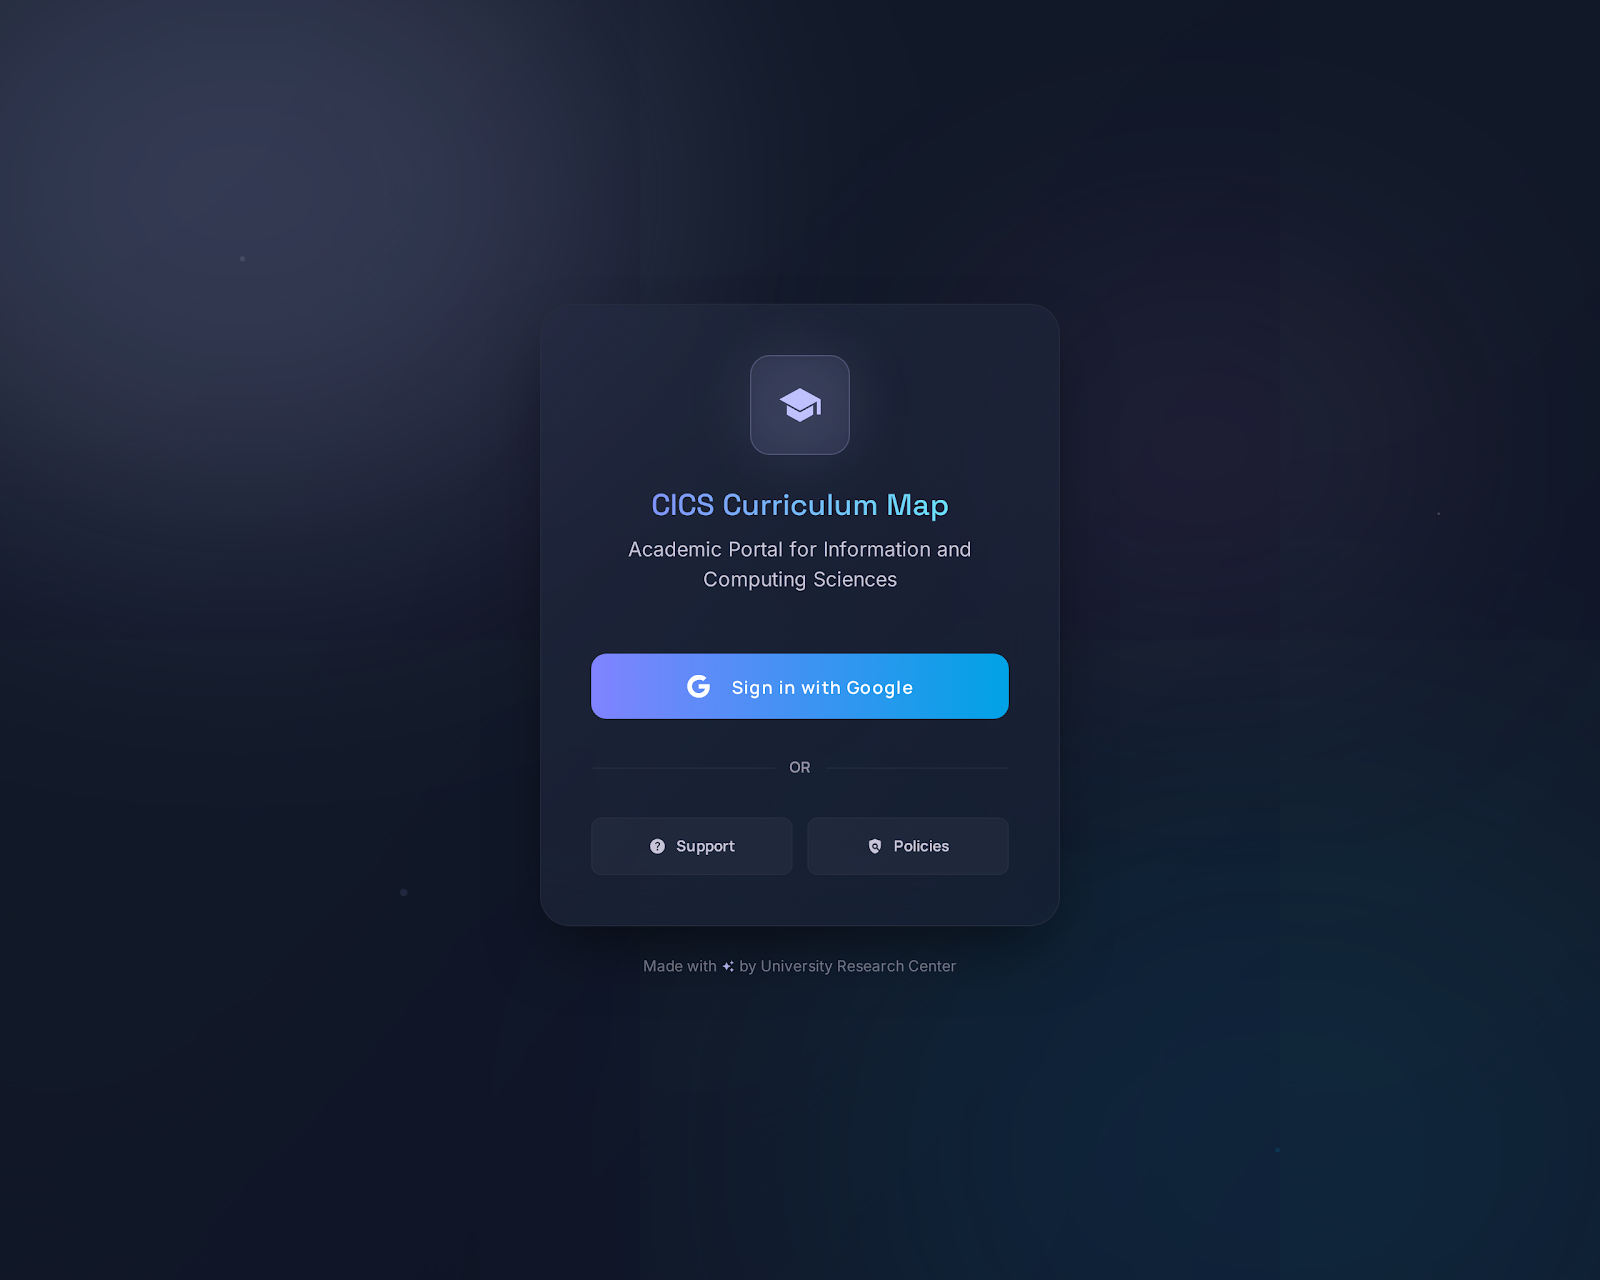 CICS Curriculum Map
Academic Portal for Information and
Computing Sciences
Sign in with Google
OR
Support
Policies
Made with by University Research Center